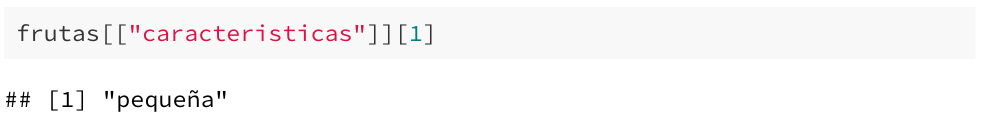 frutas[["caracteristicas"]][1]
## [1] "pequeña"